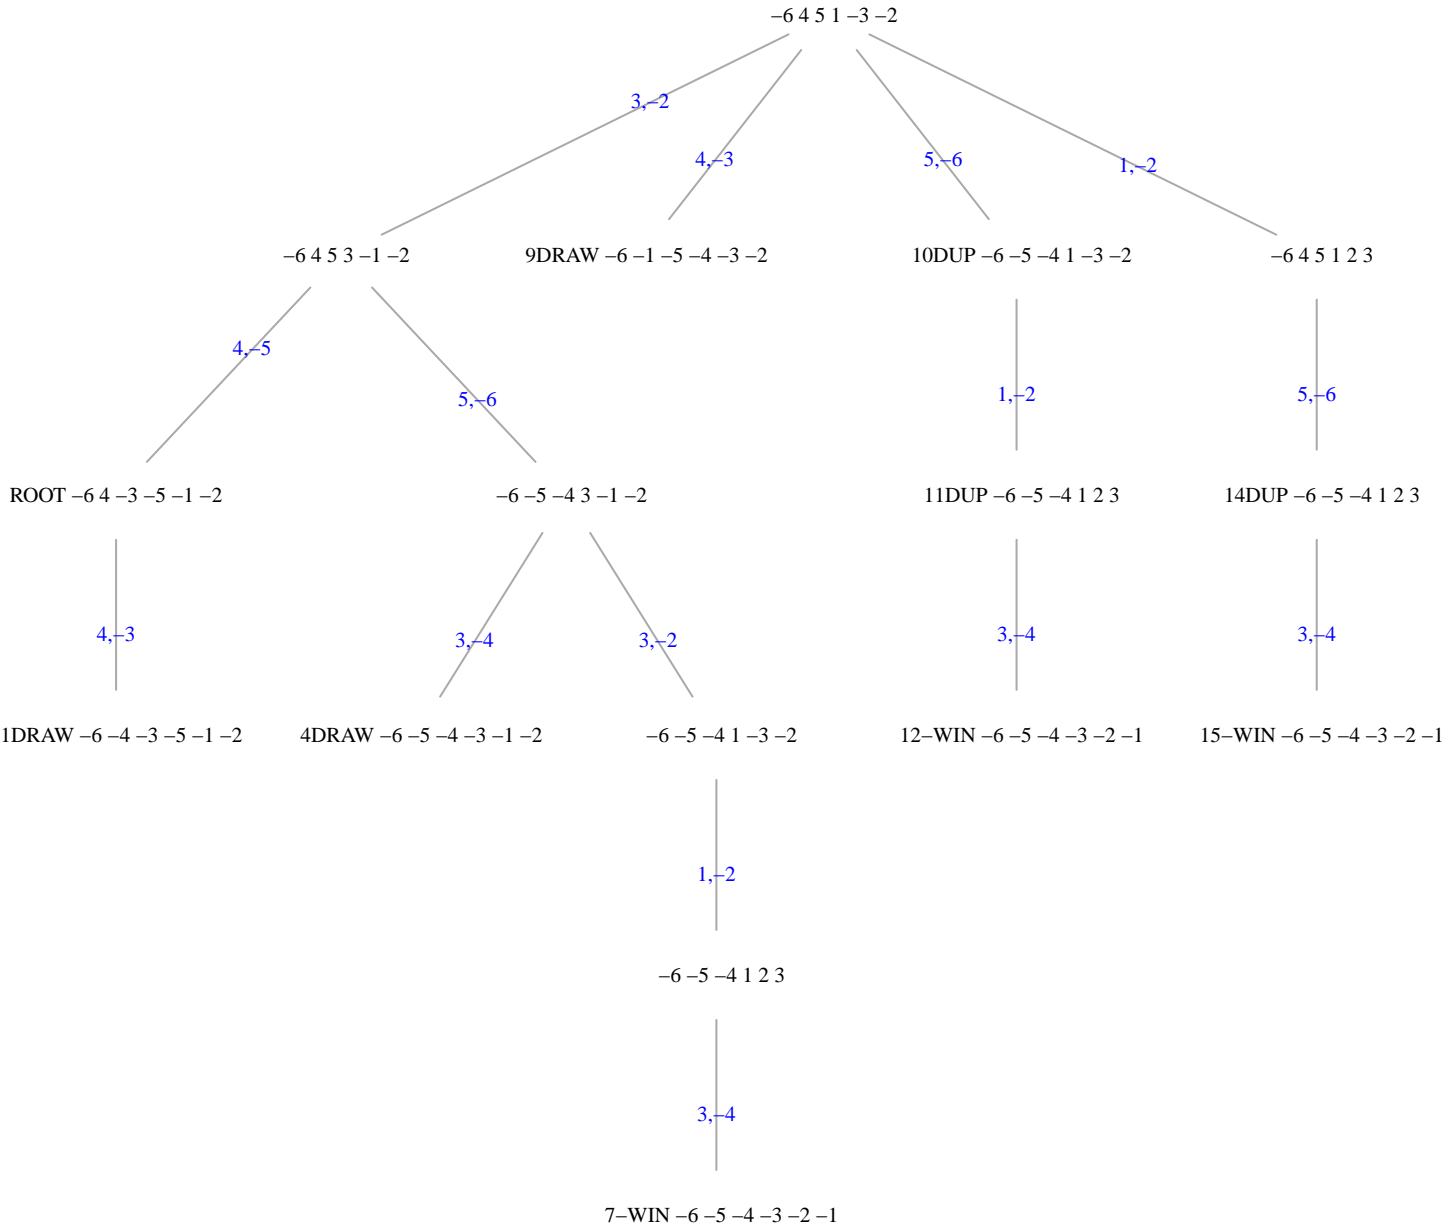 –6 4 5 1 –3 –2
3,–2
4,–3
5,–6
1,–2
–6 4 5 3 –1 –2
9DRAW –6 –1 –5 –4 –3 –2
10DUP –6 –5 –4 1 –3 –2
–6 4 5 1 2 3
4,–5
5,–6
1,–2
5,–6
ROOT –6 4 –3 –5 –1 –2
–6 –5 –4 3 –1 –2
11DUP –6 –5 –4 1 2 3
14DUP –6 –5 –4 1 2 3
4,–3
3,–4
3,–2
3,–4
3,–4
1DRAW –6 –4 –3 –5 –1 –2
4DRAW –6 –5 –4 –3 –1 –2
–6 –5 –4 1 –3 –2
12–WIN –6 –5 –4 –3 –2 –1
15–WIN –6 –5 –4 –3 –2 –1
1,–2
–6 –5 –4 1 2 3
3,–4
7–WIN –6 –5 –4 –3 –2 –1